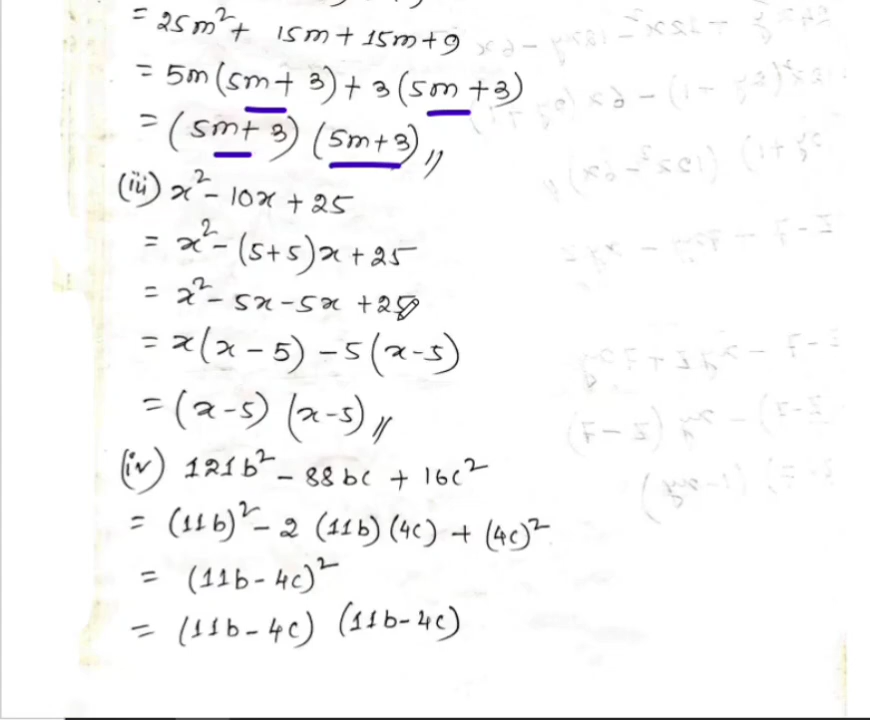 = 25m² + 15m + 15m + 9
= 5m (5m + 3) + 3 (5m + 3)
= (5m + 3) (5m + 3) //
(iii) x² - 10x + 25
= x² - (5+5)x + 25
= x² - 5x - 5x + 25
= x(x - 5) - 5(x - 5)
= (x - 5) (x - 5) //
(iv) 121b² - 88bc + 16c²
= (11b)² - 2 (11b) (4c) + (4c)²
= (11b - 4c)²
= (11b - 4c) (11b - 4c)